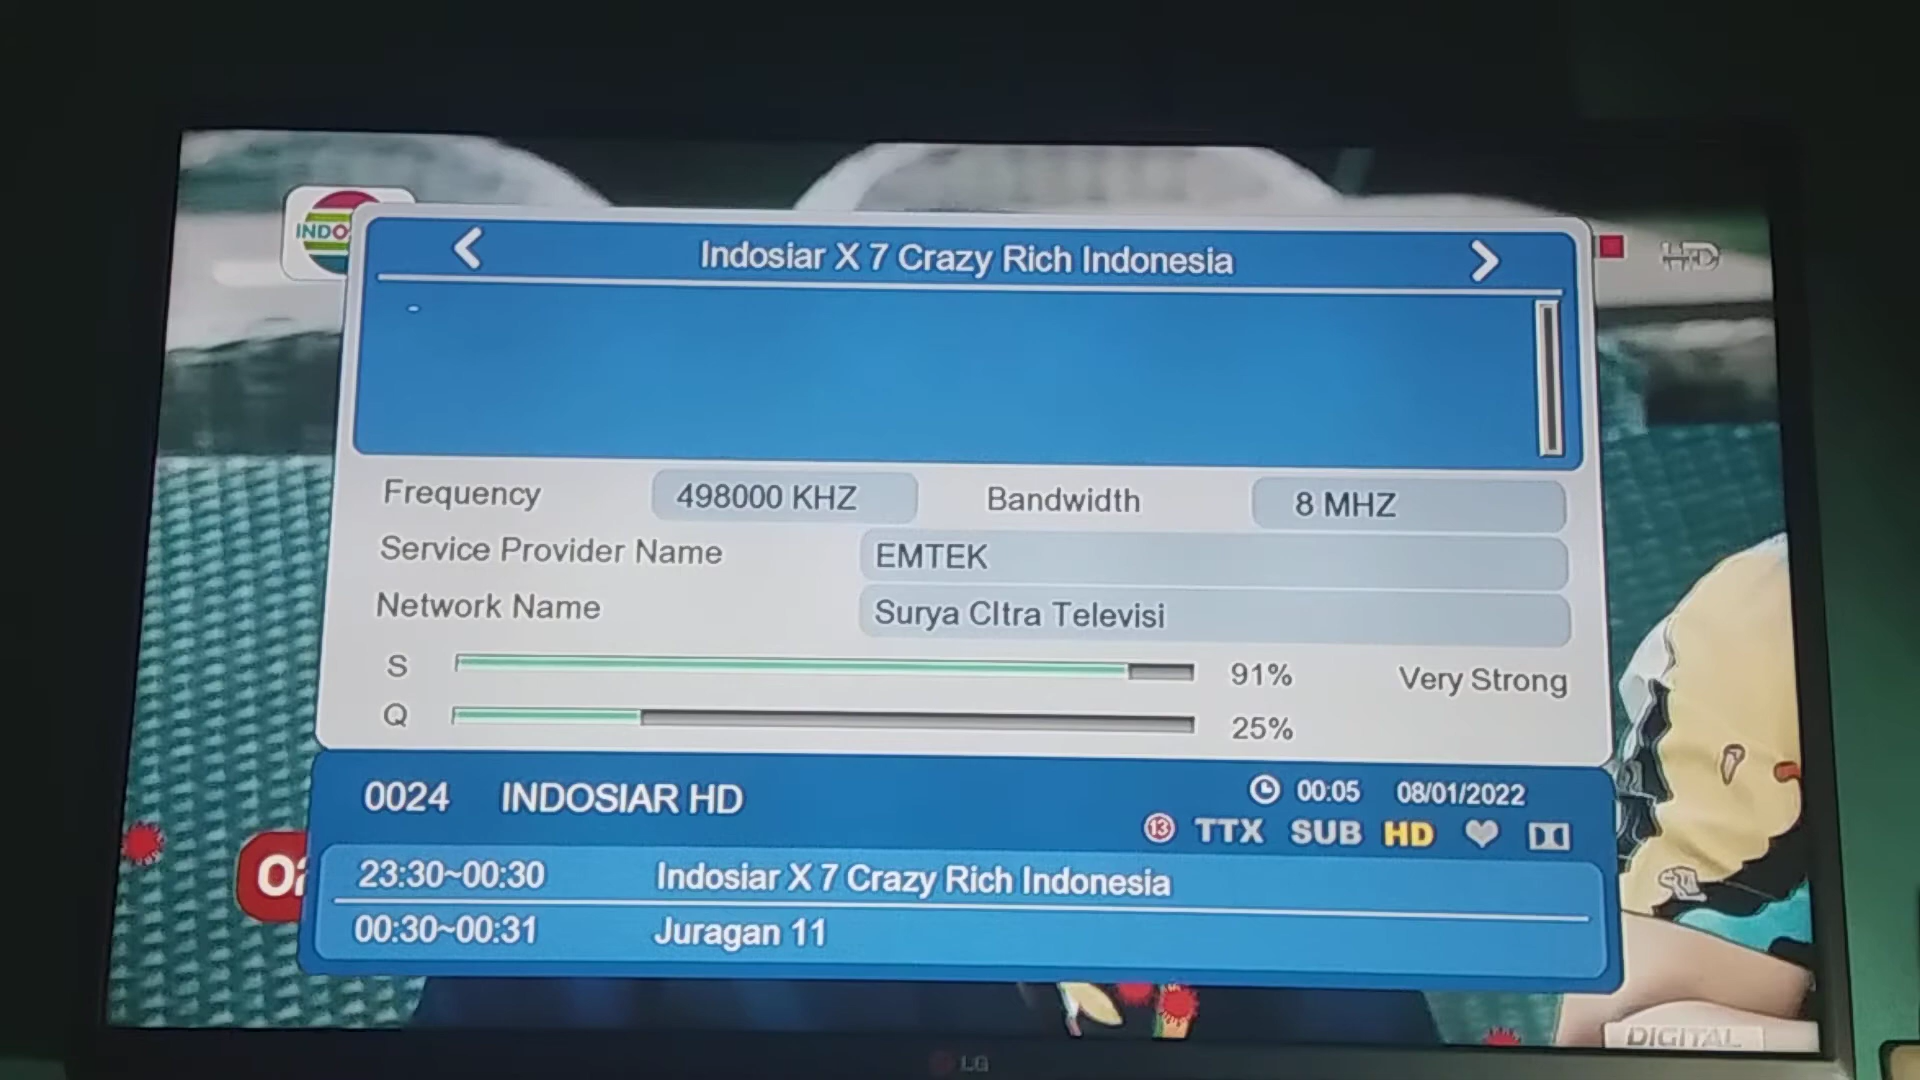 INDO
Indosiar X 7 Crazy Rich Indonesia
HD
-
Frequency 498000 KHZ Bandwidth 8 MHZ
Service Provider Name EMTEK
Network Name Surya CItra Televisi
S 91% Very Strong
Q 25%
0024 INDOSIAR HD 00:05 08/01/2022
13 TTX SUB HD
23:30~00:30 Indosiar X 7 Crazy Rich Indonesia
00:30~00:31 Juragan 11
DIGITAL
LG